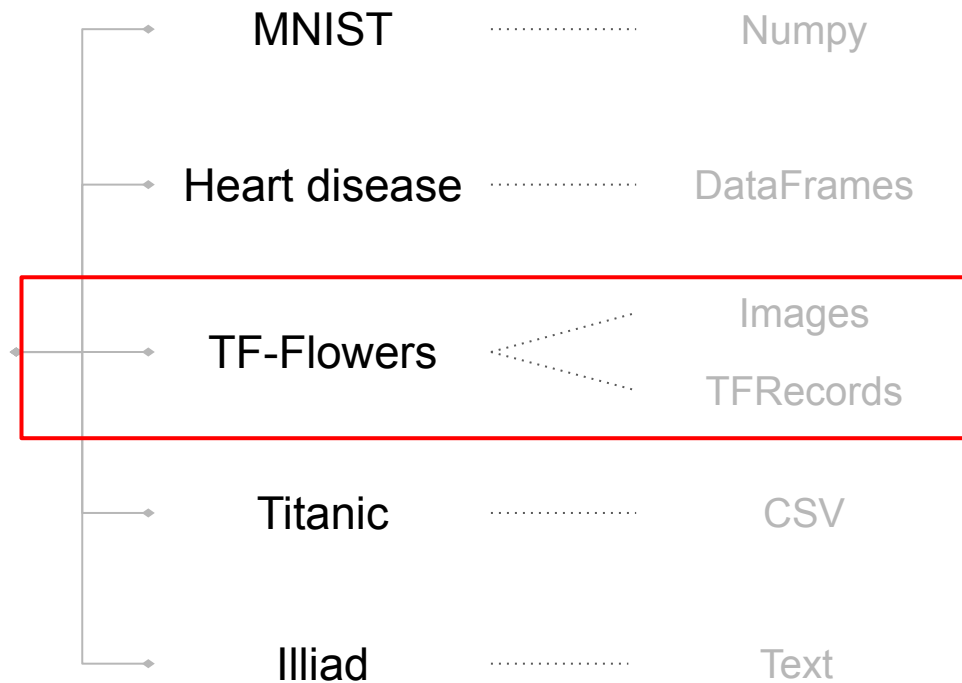 MNIST Numpy
Heart disease DataFrames
Images
TF-Flowers
TFRecords
Titanic CSV
Illiad Text